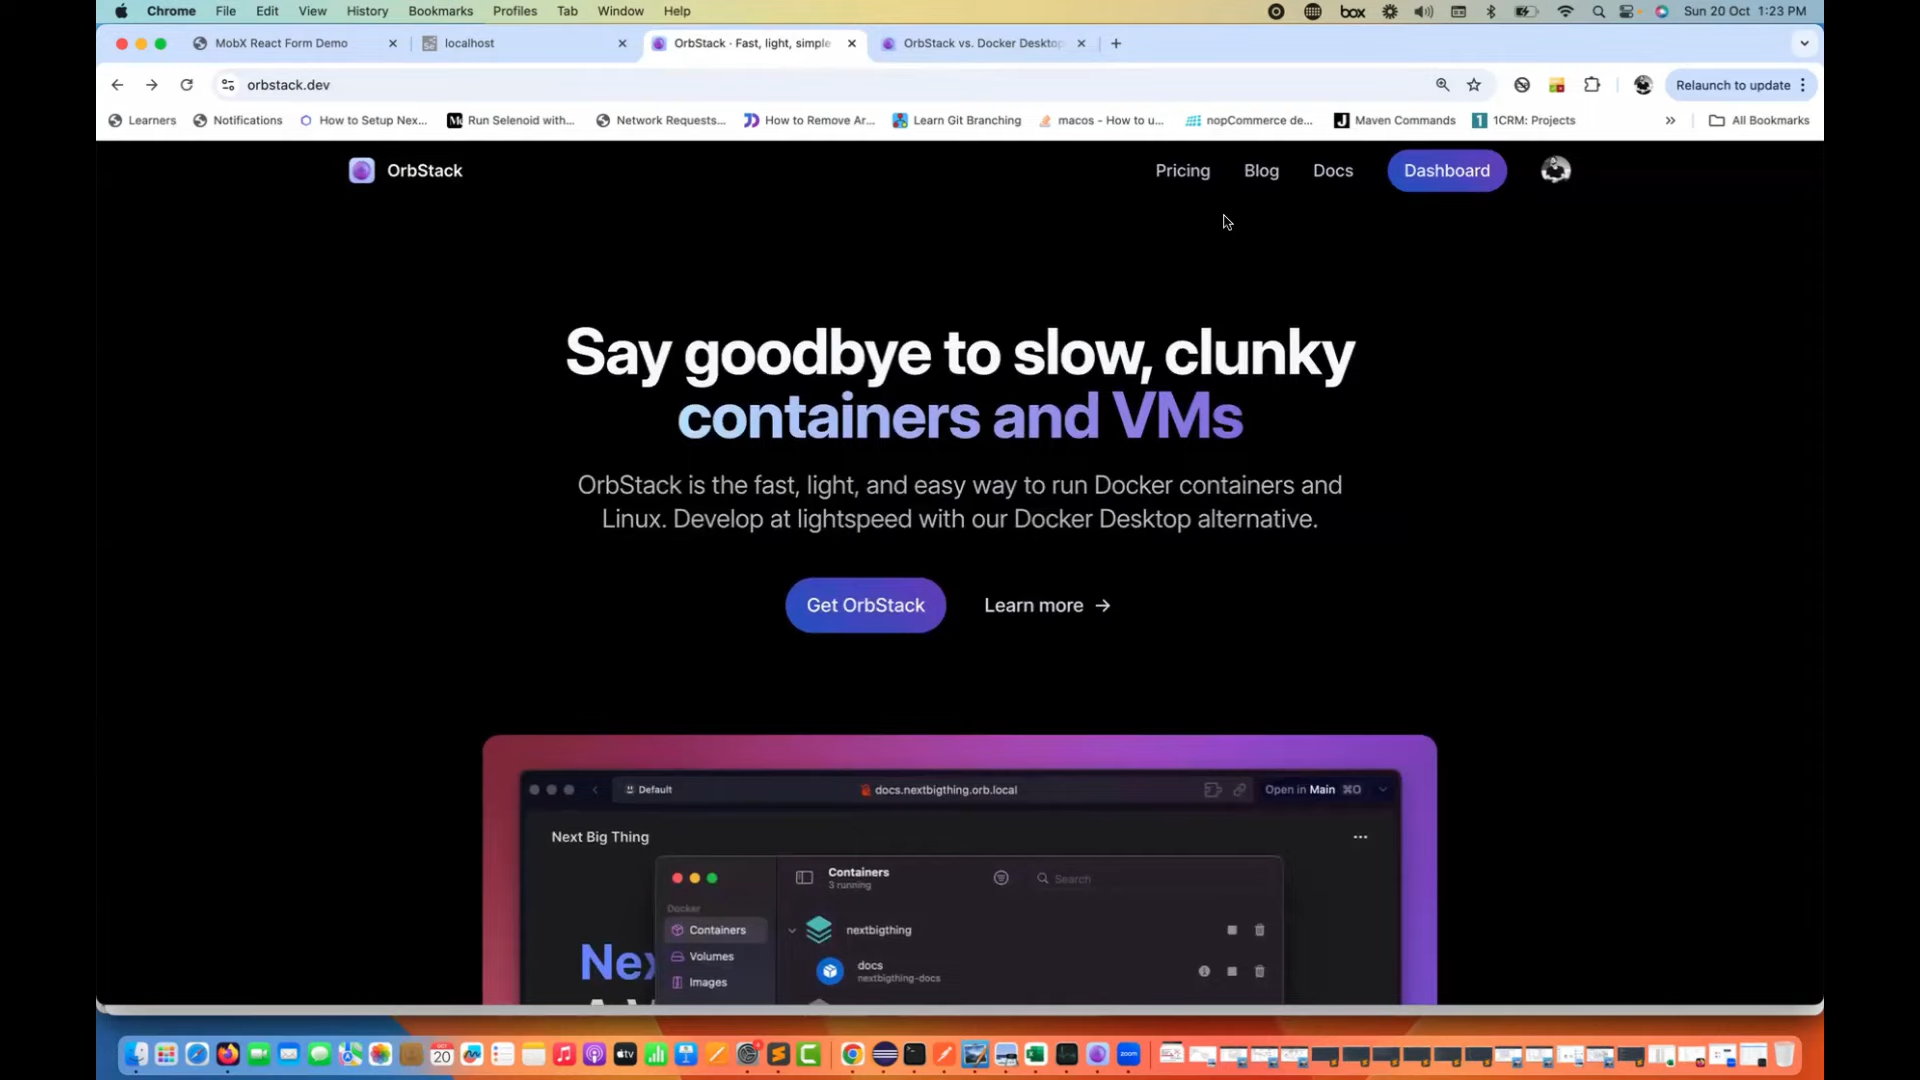 Chrome File Edit View History Bookmarks Profiles Tab Window Help box Sun 20 Oct 1:23 PM
MobX React Form Demo localhost OrbStack · Fast, light, simple OrbStack vs. Docker Desktop
orbstack.dev Relaunch to update
Learners Notifications How to Setup Nex... Run Selenoid with... Network Requests... How to Remove Ar... Learn Git Branching macos - How to u... nopCommerce de... Maven Commands 1CRM: Projects All Bookmarks
OrbStack Pricing Blog Docs Dashboard
Say goodbye to slow, clunky
containers and VMs
OrbStack is the fast, light, and easy way to run Docker containers and
Linux. Develop at lightspeed with our Docker Desktop alternative.
Get OrbStack Learn more →
Default docs.nextbigthing.orb.local Open in Main ⌘O
Next Big Thing
Containers
3 running
Search
Docker
Containers
Volumes
Images
nextbigthing
docs
nextbigthing-docs
OCT
20
tv
zoom